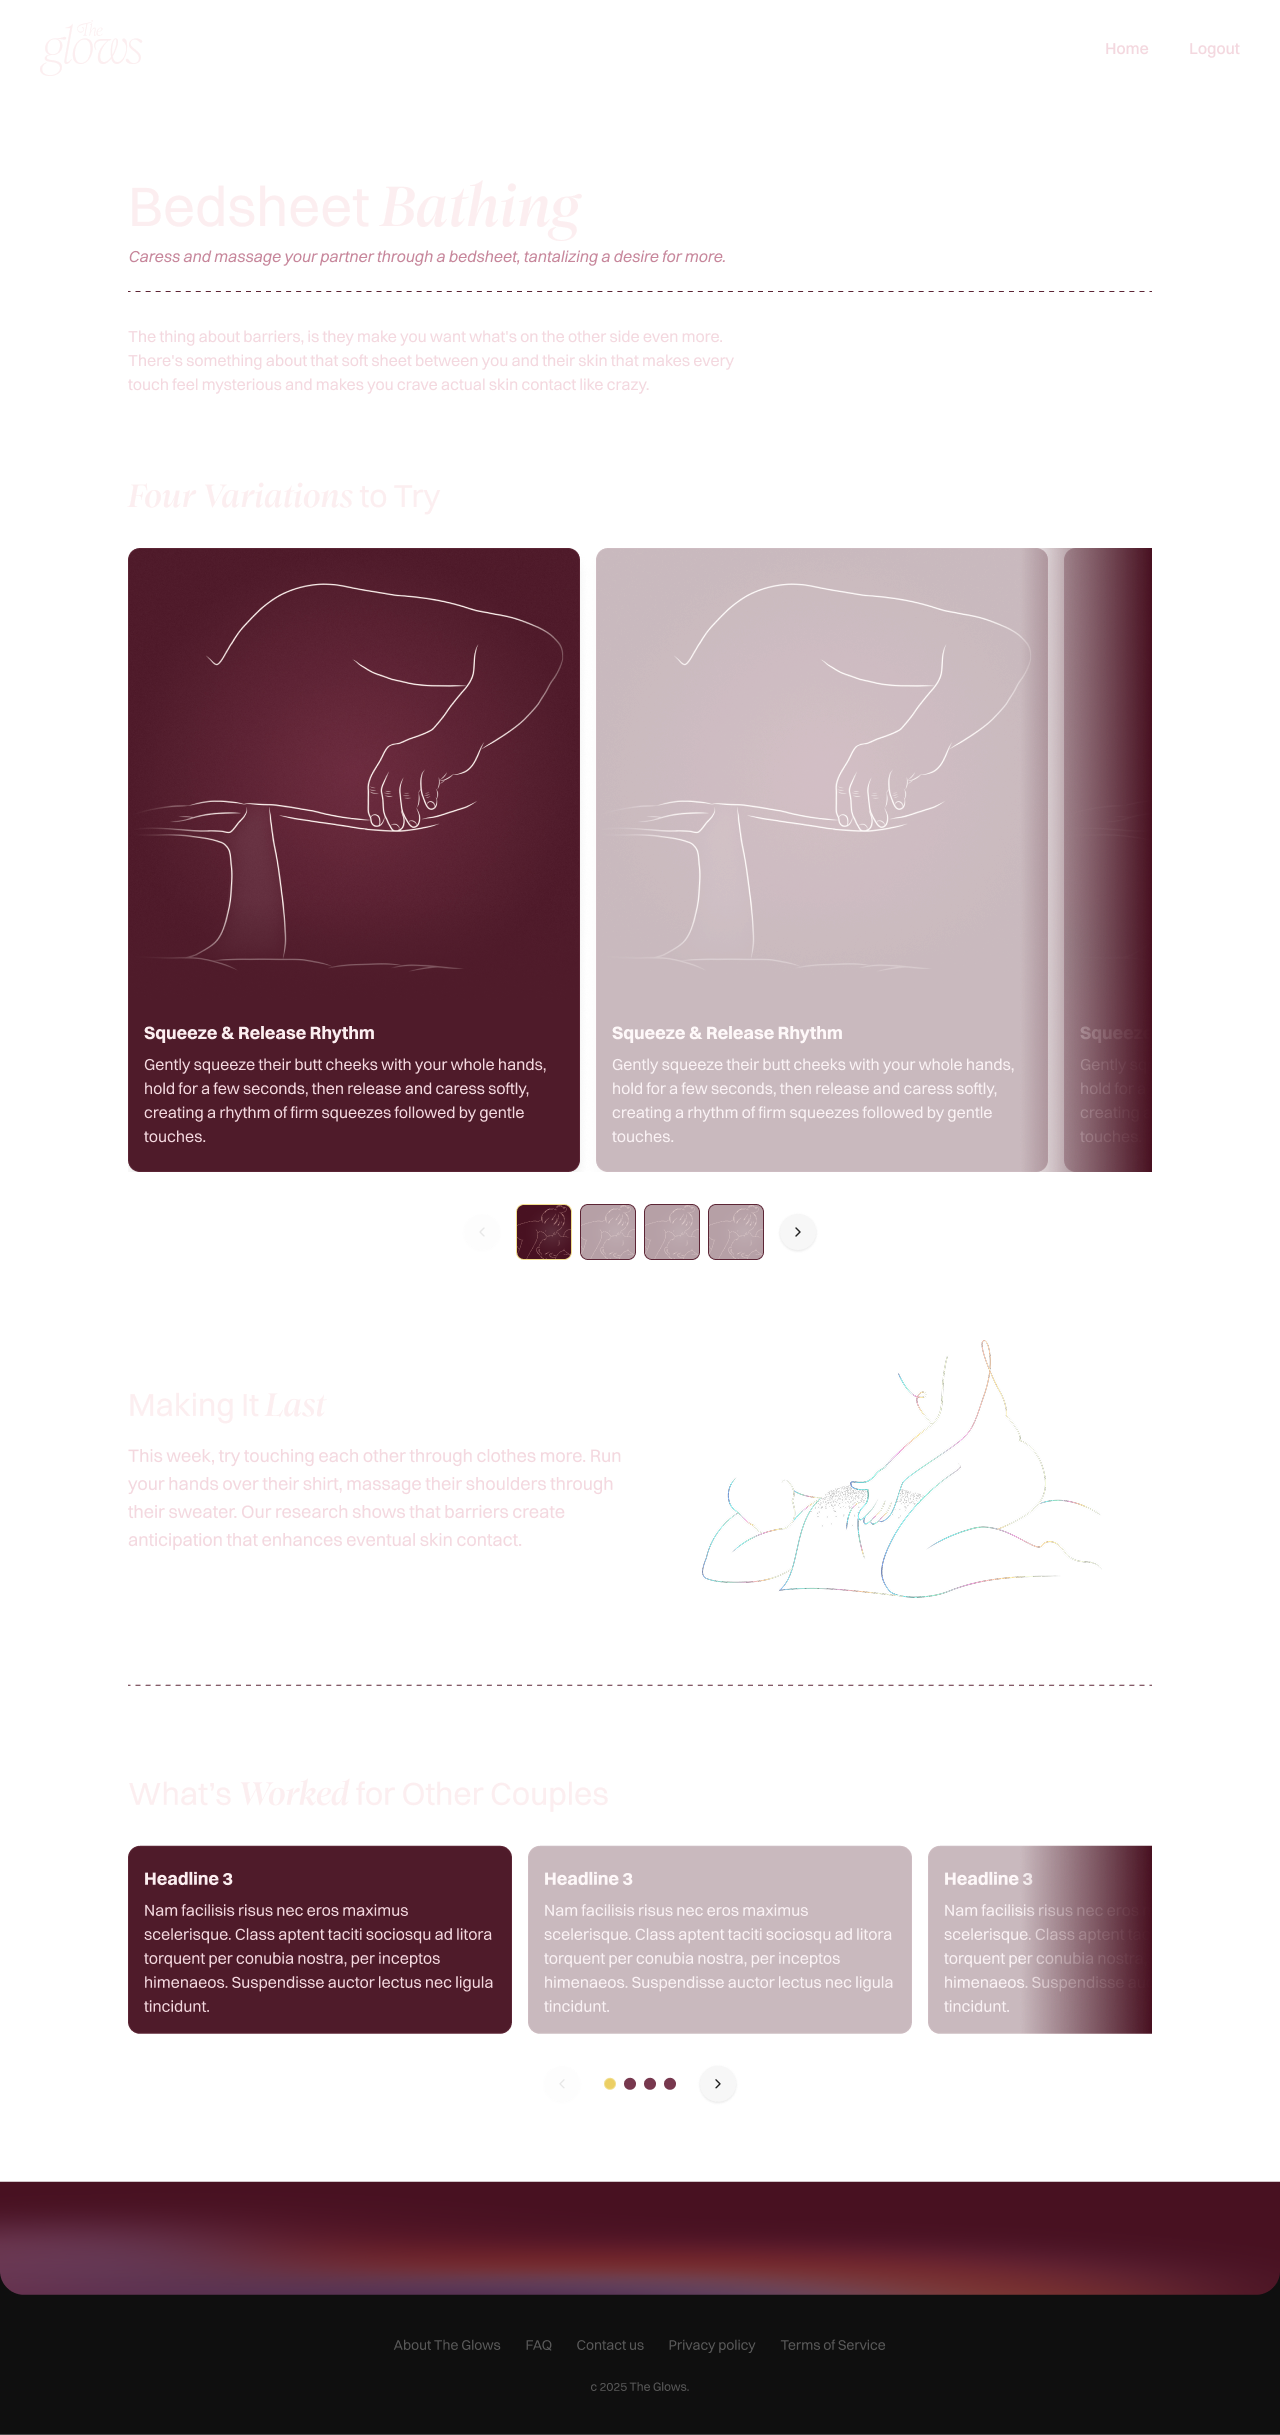 The
glows
Home
Logout
Bedsheet Bathing
Caress and massage your partner through a bedsheet, tantalizing a desire for more.
The thing about barriers, is they make you want what's on the other side even more.
There's something about that soft sheet between you and their skin that makes every
touch feel mysterious and makes you crave actual skin contact like crazy.
Four Variations to Try
Squeeze & Release Rhythm
Gently squeeze their butt cheeks with your whole hands,
hold for a few seconds, then release and caress softly,
creating a rhythm of firm squeezes followed by gentle
touches.
Squeeze & Release Rhythm
Gently squeeze their butt cheeks with your whole hands,
hold for a few seconds, then release and caress softly,
creating a rhythm of firm squeezes followed by gentle
touches.
Squeeze
Gently
hold for
creating
touches.
Making It Last
This week, try touching each other through clothes more. Run
your hands over their shirt, massage their shoulders through
their sweater. Our research shows that barriers create
anticipation that enhances eventual skin contact.
What's Worked for Other Couples
Headline 3
Nam facilisis risus nec eros maximus
scelerisque. Class aptent taciti sociosqu ad litora
torquent per conubia nostra, per inceptos
himenaeos. Suspendisse auctor lectus nec ligula
tincidunt.
Headline 3
Nam facilisis risus nec eros maximus
scelerisque. Class aptent taciti sociosqu ad litora
torquent per conubia nostra, per inceptos
himenaeos. Suspendisse auctor lectus nec ligula
tincidunt.
Headline 3
Nam facilisis risus nec eros
scelerisque. Class aptent
torquent per conubia nostra,
himenaeos. Suspendisse
tincidunt.
About The Glows
FAQ
Contact us
Privacy policy
Terms of Service
c 2025 The Glows.